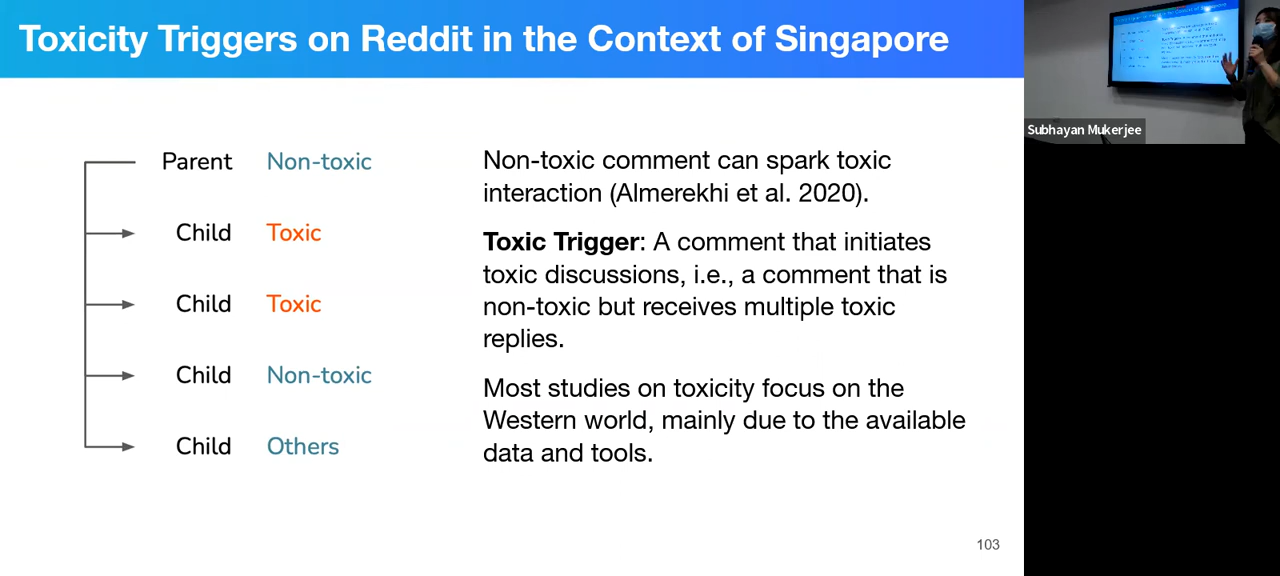 Toxicity Triggers on Reddit in the Context of Singapore
Parent Non-toxic
Child Toxic
Child Toxic
Child Non-toxic
Child Others
Non-toxic comment can spark toxic
interaction (Almerekhi et al. 2020).
Toxic Trigger: A comment that initiates
toxic discussions, i.e., a comment that is
non-toxic but receives multiple toxic
replies.
Most studies on toxicity focus on the
Western world, mainly due to the available
data and tools.
103
Subhayan Mukerjee